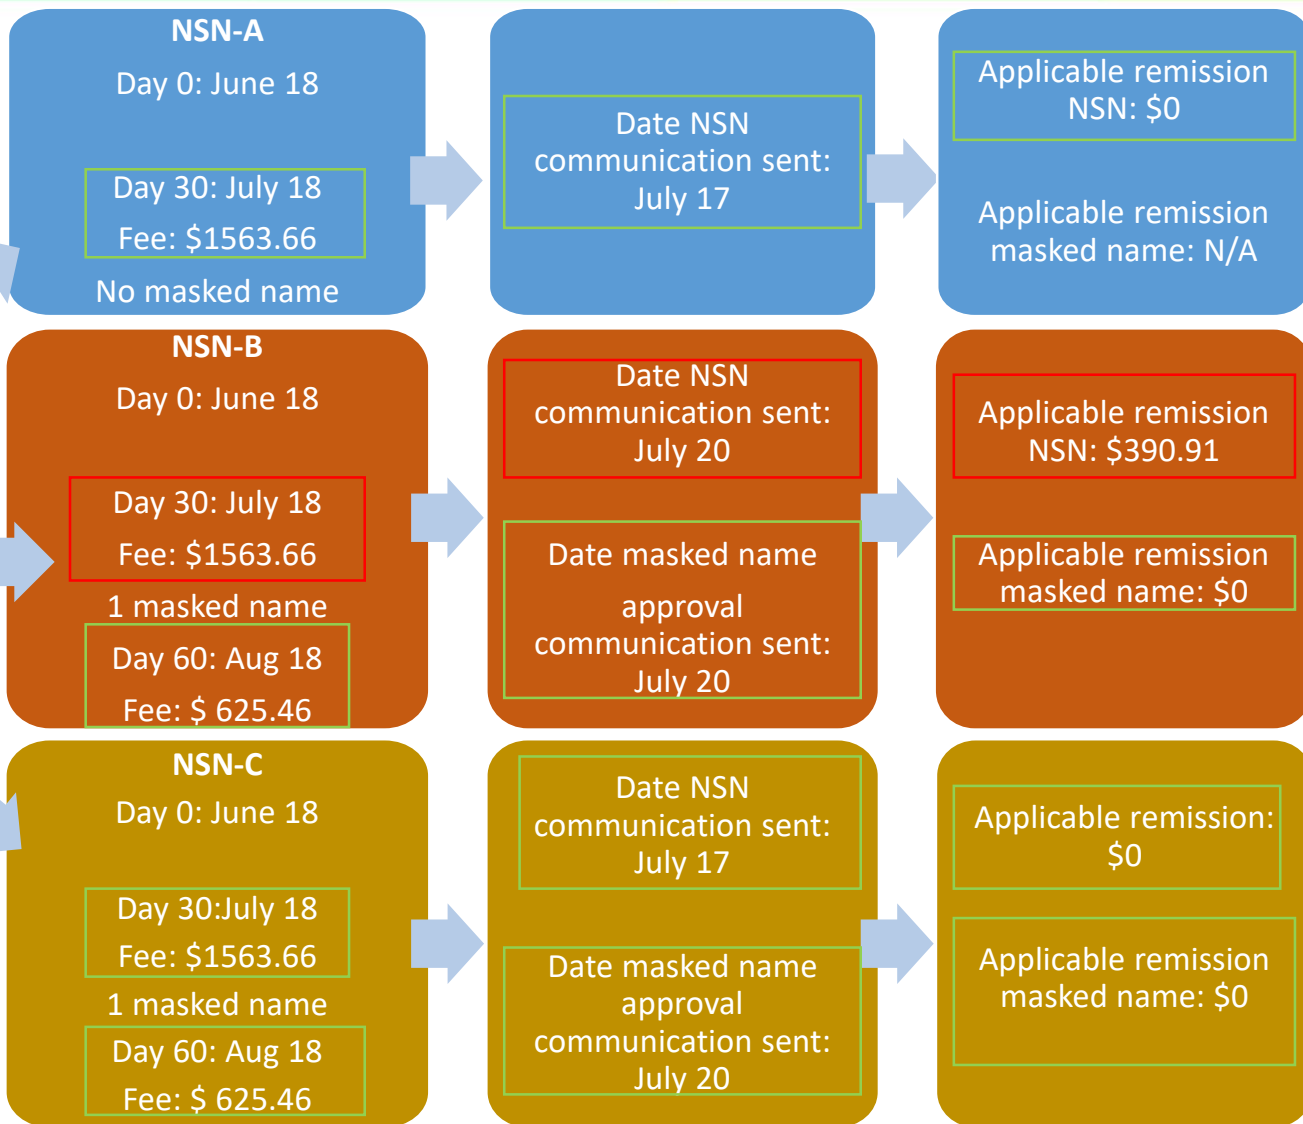 NSN-A
Day 0: June 18
Day 30: July 18
Fee: $1563.66
No masked name
Date NSN
communication sent:
July 17
Applicable remission
NSN: $0
Applicable remission
masked name: N/A
NSN-B
Day 0: June 18
Day 30: July 18
Fee: $1563.66
1 masked name
Day 60: Aug 18
Fee: $ 625.46
Date NSN
communication sent:
July 20
Date masked name
approval
communication sent:
July 20
Applicable remission
NSN: $390.91
Applicable remission
masked name: $0
NSN-C
Day 0: June 18
Day 30:July 18
Fee: $1563.66
1 masked name
Day 60: Aug 18
Fee: $ 625.46
Date NSN
communication sent:
July 17
Date masked name
approval
communication sent:
July 20
Applicable remission:
$0
Applicable remission
masked name: $0